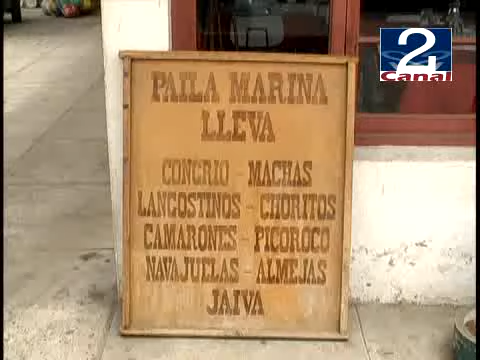 PAILA MARINA
LLEVA
CONGRIO - MACHAS
LANGOSTINOS - CHORITOS
CAMARONES - PICOROCO
NAVAJUELAS - ALMEJAS
JAIVA
2
Canal